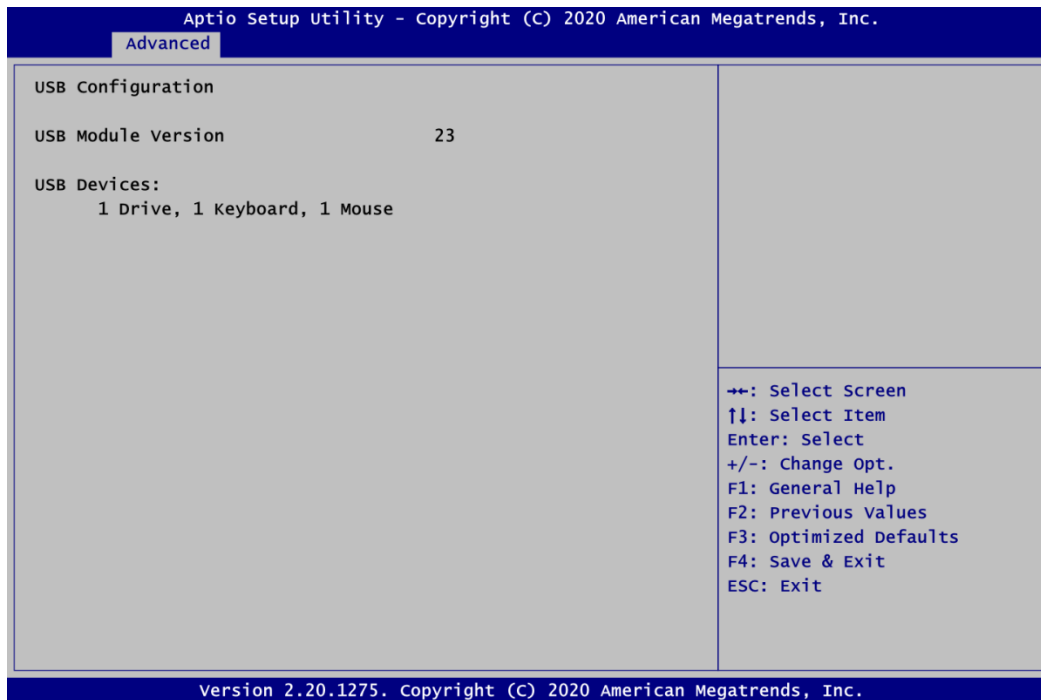 Aptio Setup Utility - Copyright (C) 2020 American Megatrends, Inc.
Advanced
USB Configuration
USB Module Version 23
USB Devices:
1 Drive, 1 Keyboard, 1 Mouse
→←: Select Screen
↑↓: Select Item
Enter: Select
+/-: Change Opt.
F1: General Help
F2: Previous Values
F3: Optimized Defaults
F4: Save & Exit
ESC: Exit
Version 2.20.1275. Copyright (C) 2020 American Megatrends, Inc.